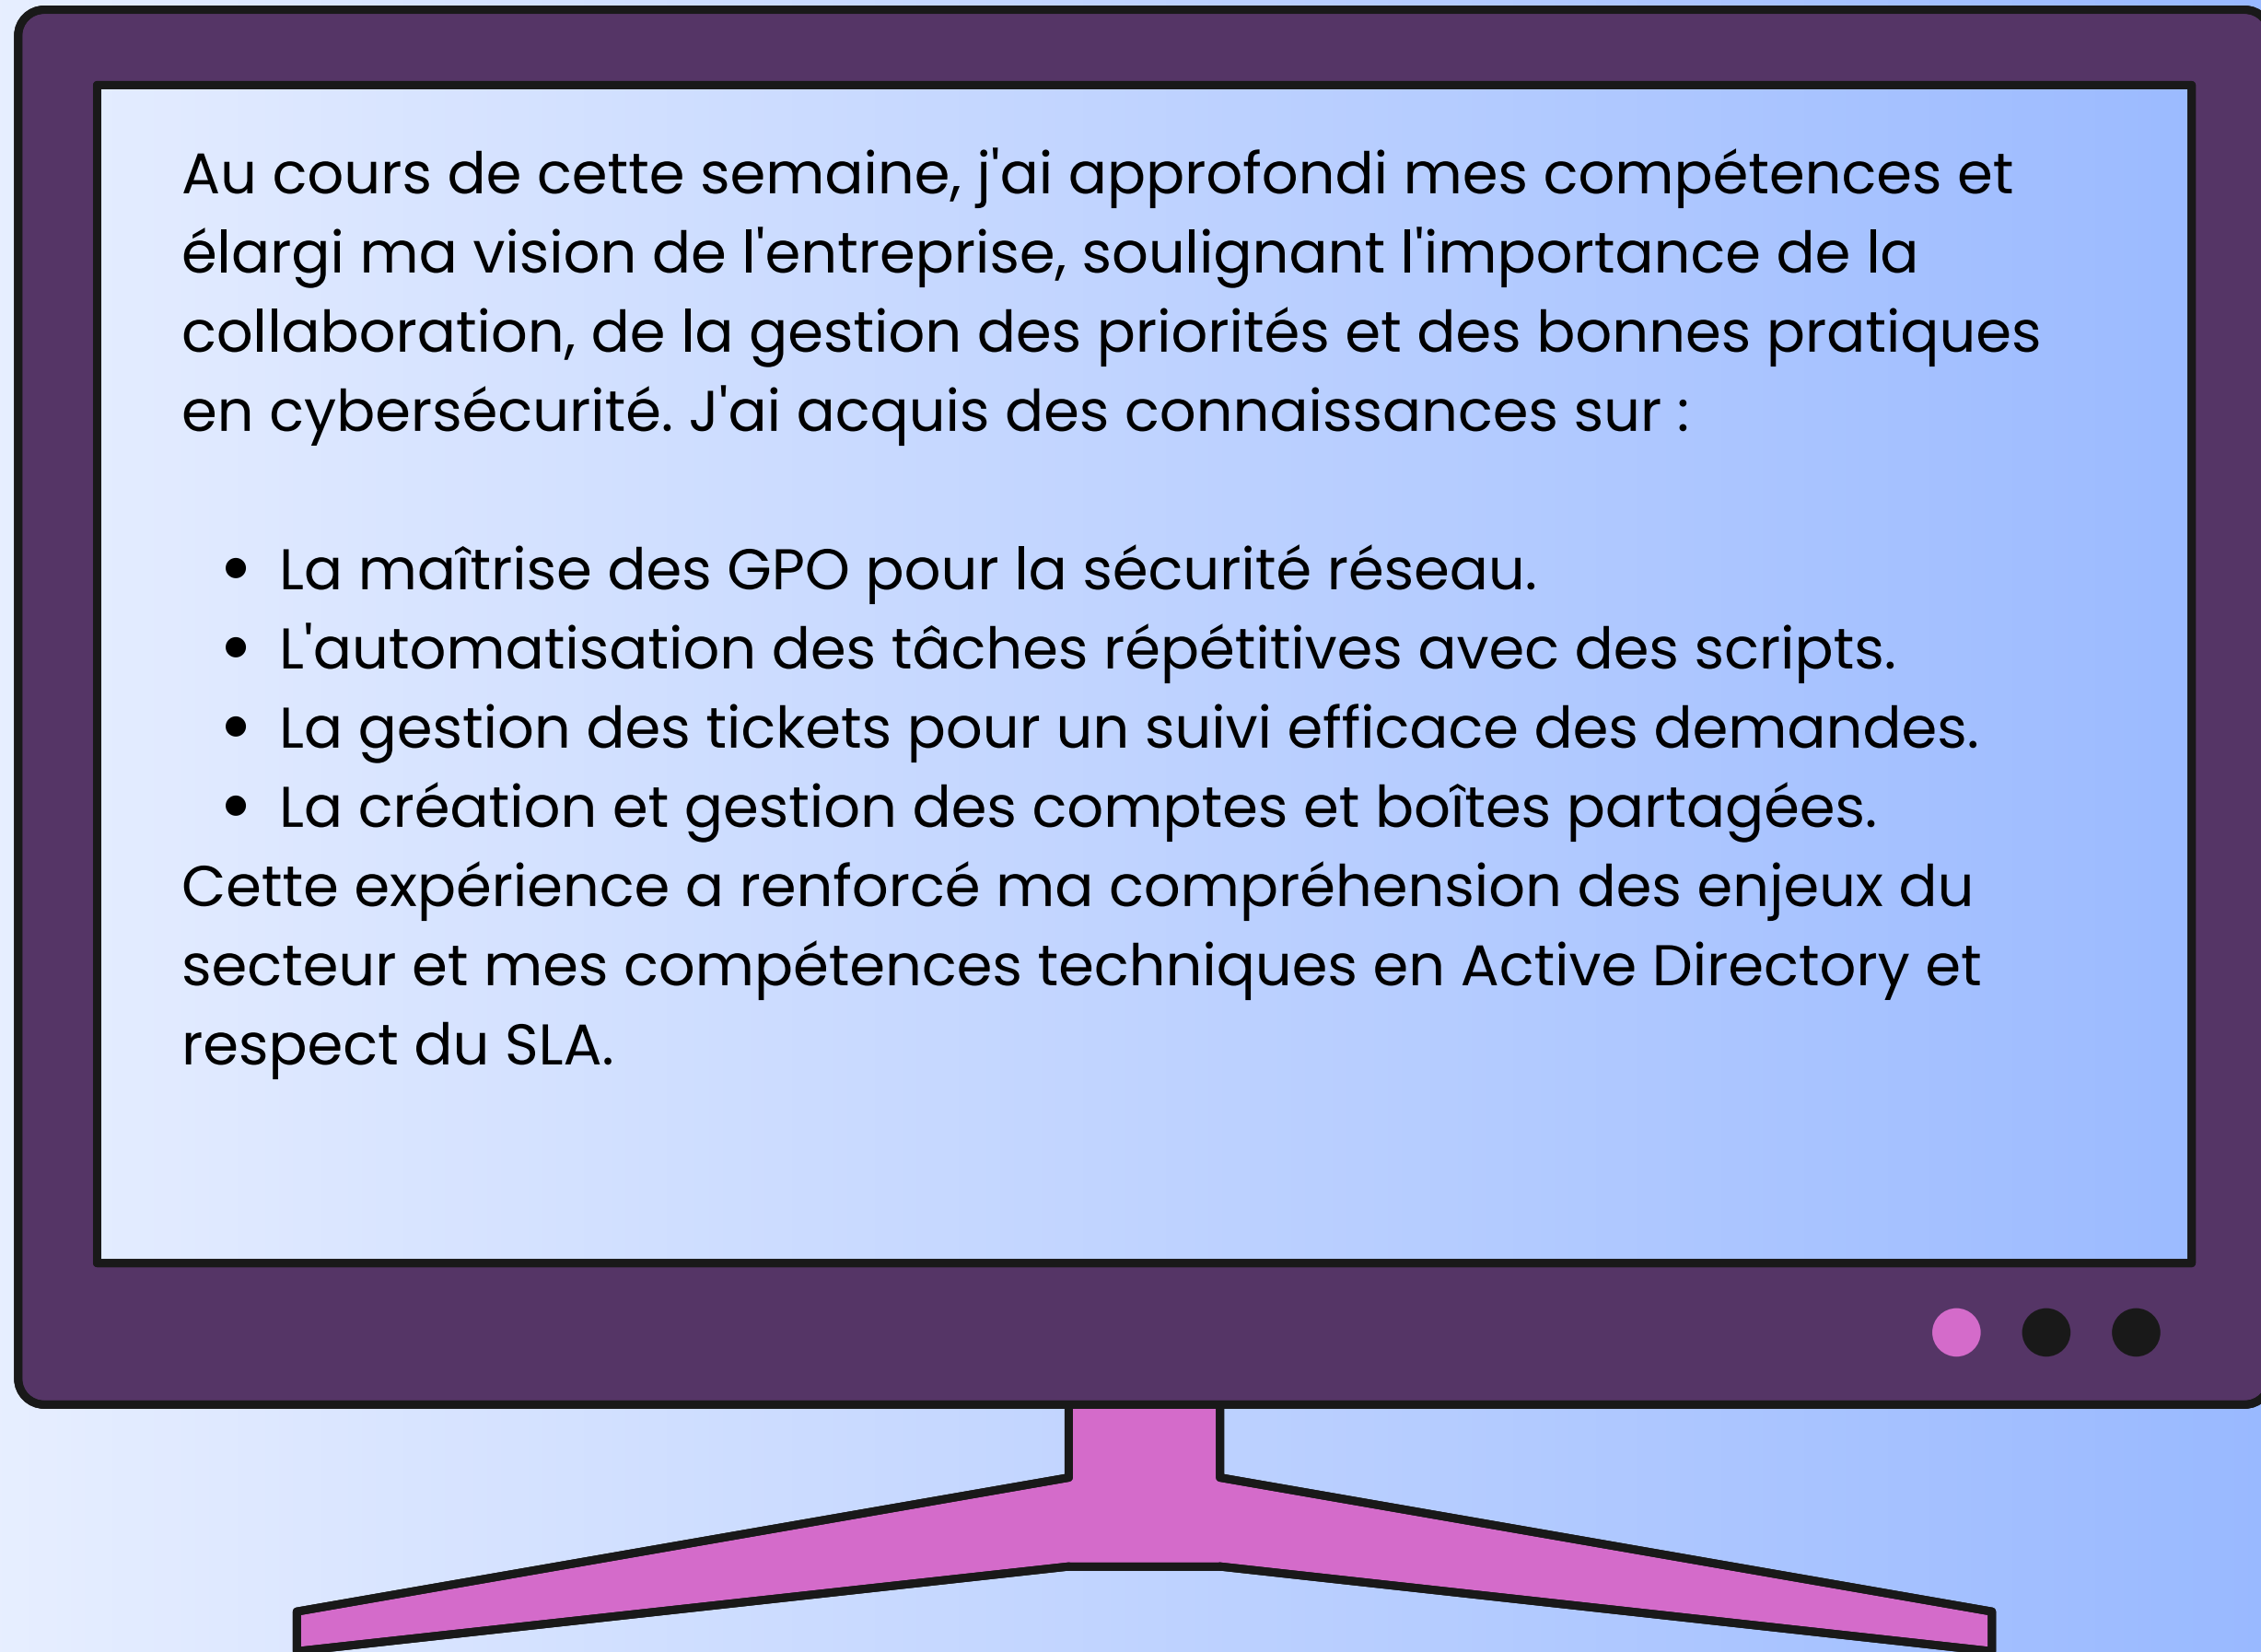 Au cours de cette semaine, j'ai approfondi mes compétences et
élargi ma vision de l'entreprise, soulignant l'importance de la
collaboration, de la gestion des priorités et des bonnes pratiques
en cybersécurité. J'ai acquis des connaissances sur :
• La maîtrise des GPO pour la sécurité réseau.
• L'automatisation des tâches répétitives avec des scripts.
• La gestion des tickets pour un suivi efficace des demandes.
• La création et gestion des comptes et boîtes partagées.
Cette expérience a renforcé ma compréhension des enjeux du
secteur et mes compétences techniques en Active Directory et
respect du SLA.